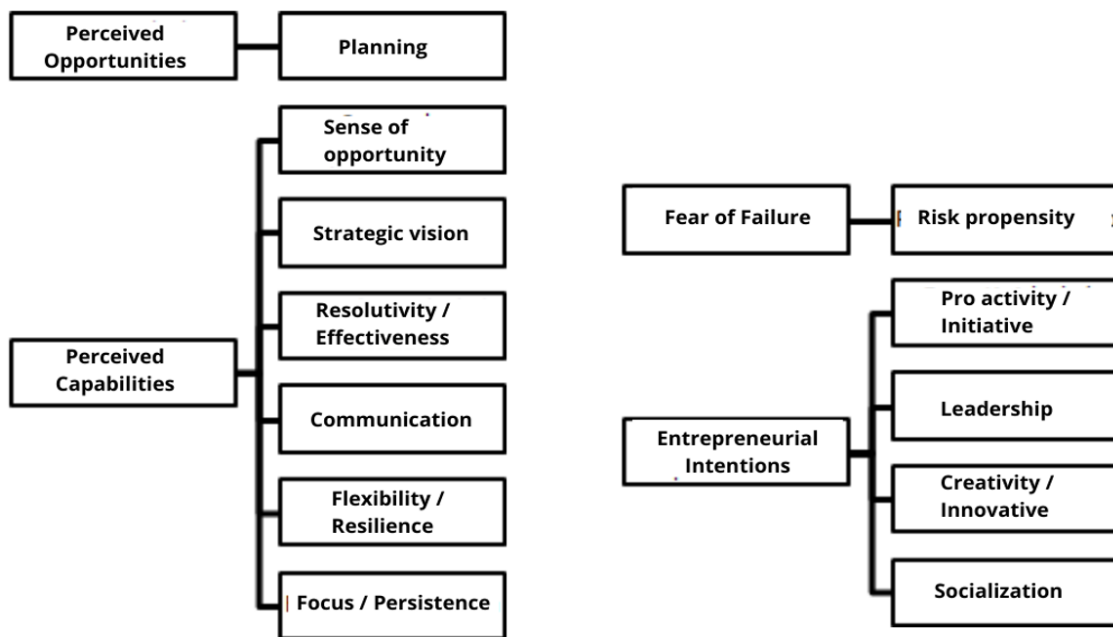 Perceived
Opportunities
Planning
Sense of
opportunity
Strategic vision
Resolutivity /
Effectiveness
Perceived
Capabilities
Communication
Flexibility /
Resilience
Focus / Persistence
Fear of Failure
Risk propensity
Pro activity /
Initiative
Leadership
Entrepreneurial
Intentions
Creativity /
Innovative
Socialization